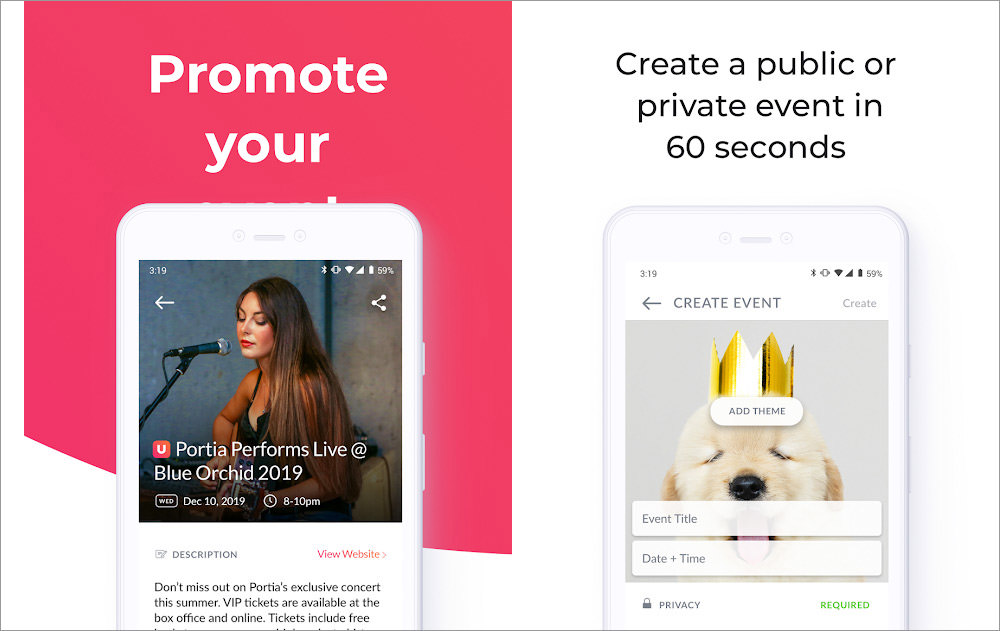 Promote
your
3:19
59%
U Portia Performs Live @
Blue Orchid 2019
WED Dec 10, 2019 8-10pm
DESCRIPTION View Website >
Don't miss out on Portia's exclusive concert
this summer. VIP tickets are available at the
box office and online. Tickets include free
Create a public or
private event in
60 seconds
3:19
59%
CREATE EVENT Create
ADD THEME
Event Title
Date + Time
PRIVACY REQUIRED